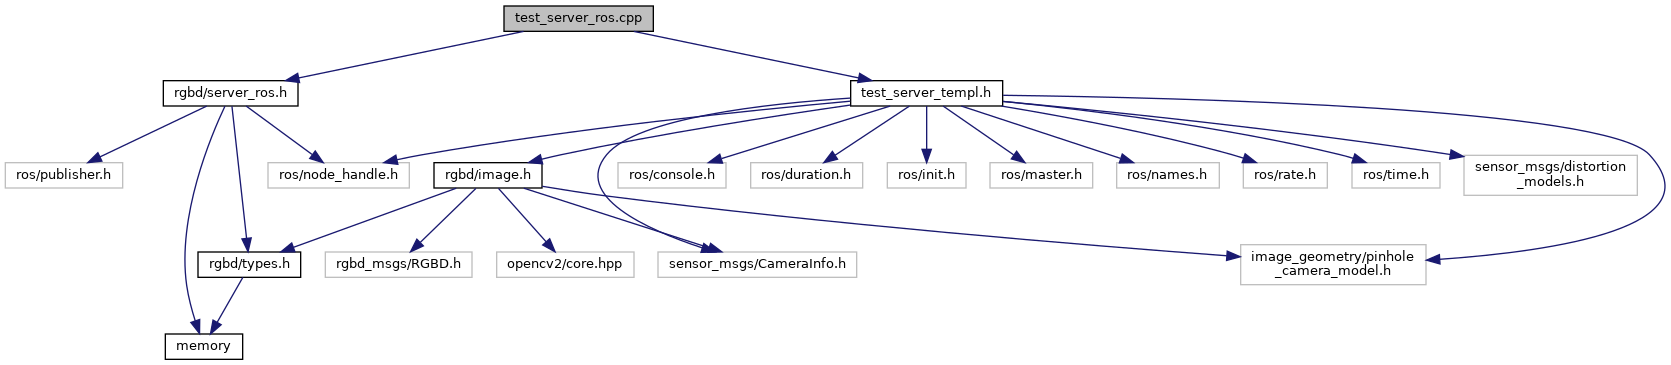 test_server_ros.cpp
rgbd/server_ros.h
test_server_templ.h
ros/publisher.h
ros/node_handle.h
rgbd/image.h
ros/console.h
ros/duration.h
ros/init.h
ros/master.h
ros/names.h
ros/rate.h
ros/time.h
sensor_msgs/distortion
_models.h
rgbd/types.h
rgbd_msgs/RGBD.h
opencv2/core.hpp
sensor_msgs/CameraInfo.h
image_geometry/pinhole
_camera_model.h
memory